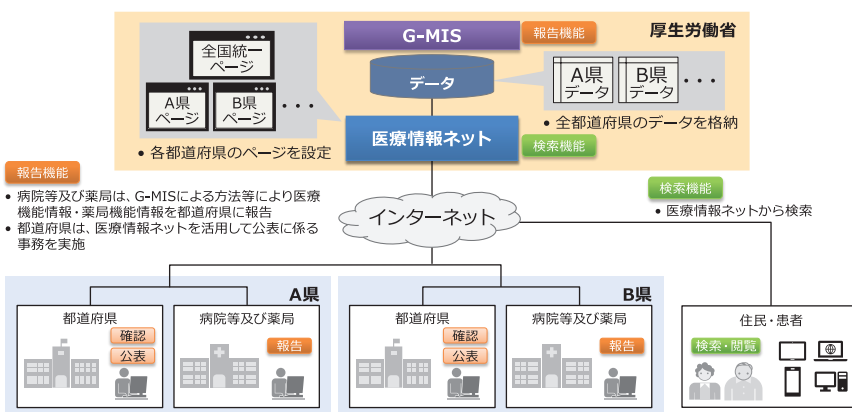 厚生労働省
G-MIS
報告機能
データ
全国統一
ページ
A県
ページ
B県
ページ
・・・
• 各都道府県のページを設定
A県
データ
B県
データ
・・・
• 全都道府県のデータを格納
医療情報ネット
検索機能
報告機能
• 病院等及び薬局は、G-MISによる方法等により医療
機能情報・薬局機能情報を都道府県に報告
• 都道府県は、医療情報ネットを活用して公表に係る
事務を実施
インターネット
検索機能
• 医療情報ネットから検索
A県
都道府県
確認
公表
病院等及び薬局
報告
B県
都道府県
確認
公表
病院等及び薬局
報告
住民・患者
検索・閲覧